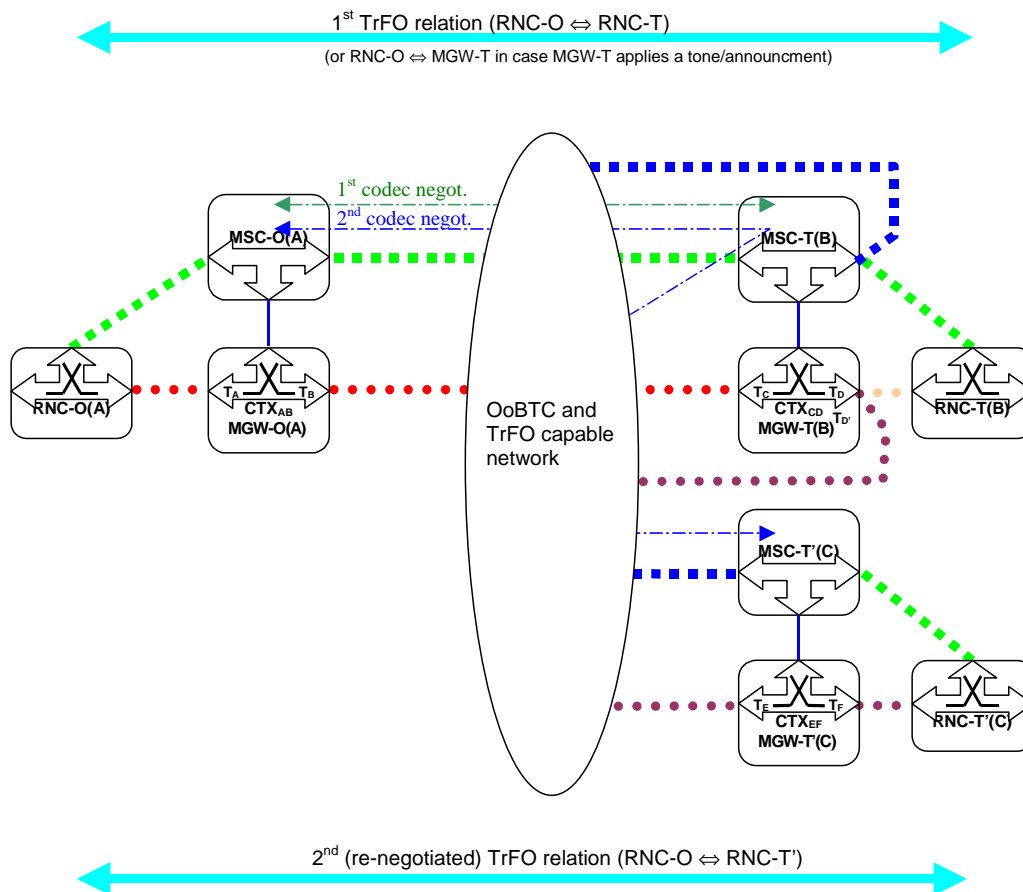 1st TrFO relation (RNC-O ⇔ RNC-T)
(or RNC-O ⇔ MGW-T in case MGW-T applies a tone/announcment)
1st codec negot.
2nd codec negot.
MSC-O(A)
MSC-T(B)
RNC-O(A)
TA TB
CTXAB
MGW-O(A)
OoBTC and
TrFO capable
network
TC TD
CTXCD
TD'
MGW-T(B)
RNC-T(B)
MSC-T'(C)
TE TF
CTXEF
MGW-T'(C)
RNC-T'(C)
2nd (re-negotiated) TrFO relation (RNC-O ⇔ RNC-T')